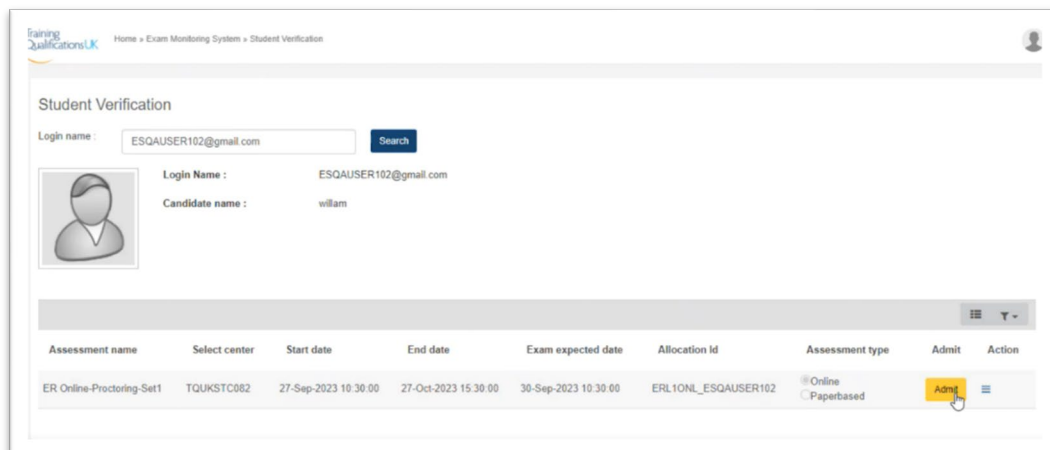 Training
Qualifications UK
Home » Exam Monitoring System » Student Verification
Student Verification
Login name :
ESQAUSER102@gmail.com
Search
Login Name : ESQAUSER102@gmail.com
Candidate name : willam
Assessment name Select center Start date End date Exam expected date Allocation Id Assessment type Admit Action
ER Online-Proctoring-Set1 TQUKSTC082 27-Sep-2023 10:30:00 27-Oct-2023 15:30:00 30-Sep-2023 10:30:00 ERL1ONL_ESQAUSER102 Online Admit
Paperbased